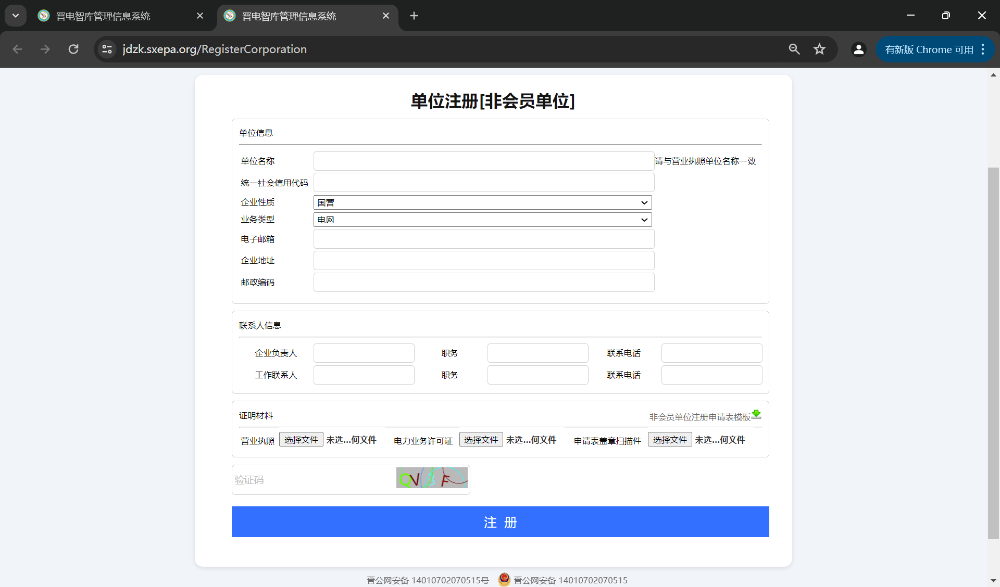 晋电智库管理信息系统
晋电智库管理信息系统
jdzk.sxepa.org/RegisterCorporation
有新版 Chrome 可用
单位注册[非会员单位]
单位信息
单位名称
请与营业执照单位名称一致
统一社会信用代码
企业性质 国营
业务类型 电网
电子邮箱
企业地址
邮政编码
联系人信息
企业负责人 职务 联系电话
工作联系人 职务 联系电话
证明材料 非会员单位注册申请表模板
营业执照 选择文件 未选...何文件 电力业务许可证 选择文件 未选...何文件 申请表盖章扫描件 选择文件 未选...何文件
验证码
注 册
晋公网安备 14010702070515号 晋公网安备 14010702070515